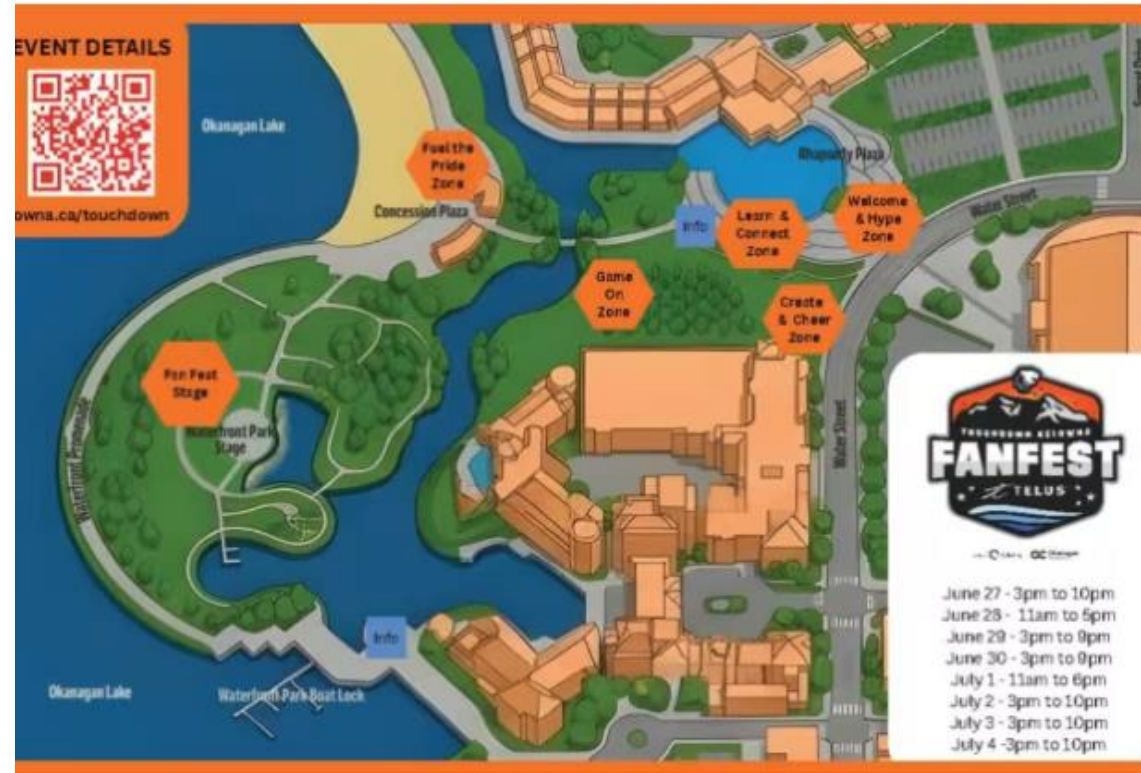 EVENT DETAILS
owna.ca/touchdown
Okanagan Lake
Fuel the
Pride
Zone
Concession Plaza
Rhapsody Plaza
Welcome
& Hype
Zone
Water Street
Info
Learn &
Connect
Zone
Game
On
Zone
Create
& Cheer
Zone
Fan Fest
Stage
Waterfront Park
Stage
Waterfront Promenade
Water Street
Info
Okanagan Lake
Waterfront Park Boat Lock
TOUCHDOWN KELOWNA
FANFEST
TELUS
June 27 - 3pm to 10pm
June 28 - 11am to 5pm
June 29 - 3pm to 9pm
June 30 - 3pm to 9pm
July 1 - 11am to 6pm
July 2 - 3pm to 10pm
July 3 - 3pm to 10pm
July 4 -3pm to 10pm